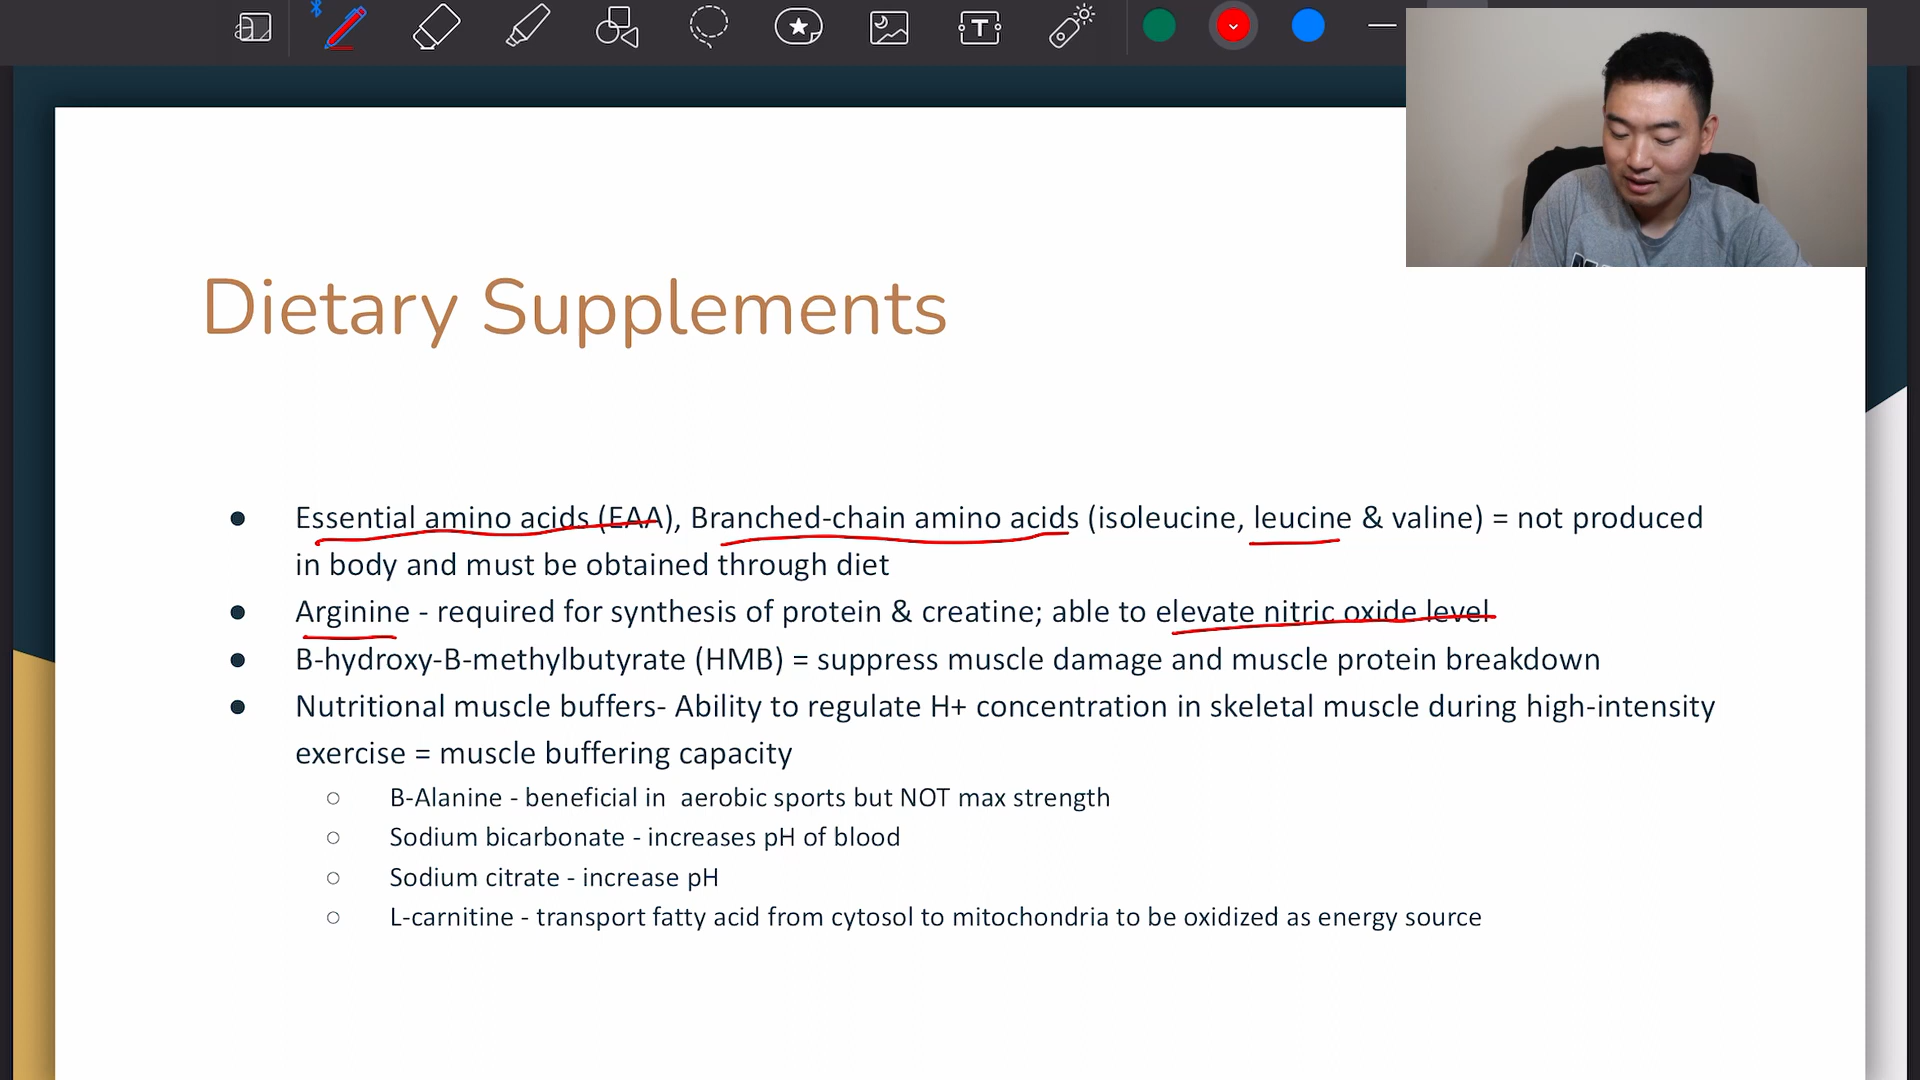 T
Dietary Supplements
● Essential amino acids (EAA), Branched-chain amino acids (isoleucine, leucine & valine) = not produced
in body and must be obtained through diet
● Arginine - required for synthesis of protein & creatine; able to elevate nitric oxide level
● B-hydroxy-B-methylbutyrate (HMB) = suppress muscle damage and muscle protein breakdown
● Nutritional muscle buffers- Ability to regulate H+ concentration in skeletal muscle during high-intensity
exercise = muscle buffering capacity
○ B-Alanine - beneficial in aerobic sports but NOT max strength
○ Sodium bicarbonate - increases pH of blood
○ Sodium citrate - increase pH
○ L-carnitine - transport fatty acid from cytosol to mitochondria to be oxidized as energy source